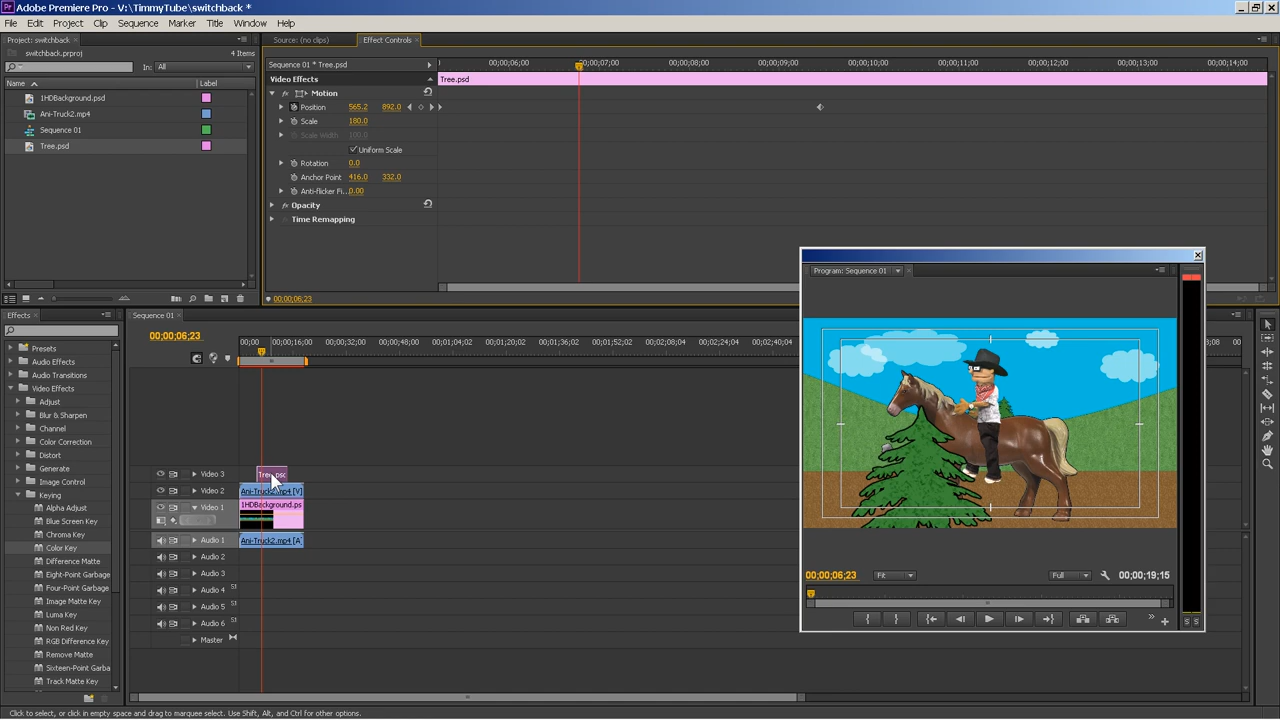 Adobe Premiere Pro - V:\TimmyTube\switchback *
File Edit Project Clip Sequence Marker Title Window Help
Project: switchback
switchback.prproj
4 Items
In: All
Name
Label
1HDBackground.psd
Ani-Truck2.mp4
Sequence 01
Tree.psd
Source: (no clips)
Effect Controls
Sequence 01 * Tree.psd
00;00;06;00 00;00;07;00 00;00;08;00 00;00;09;00 00;00;10;00 00;00;11;00 00;00;12;00 00;00;13;00 00;00;14;00
Video Effects
Tree.psd
Motion
Position 565.2 892.0
Scale 180.0
Scale Width 100.0
Uniform Scale
Rotation 0.0
Anchor Point 416.0 332.0
Anti-flicker Fi... 0.00
Opacity
Time Remapping
00;00;06;23
Effects
Presets
Audio Effects
Audio Transitions
Video Effects
Adjust
Blur & Sharpen
Channel
Color Correction
Distort
Generate
Image Control
Keying
Alpha Adjust
Blue Screen Key
Chroma Key
Color Key
Difference Matte
Eight-Point Garbage
Four-Point Garbage
Image Matte Key
Luma Key
Non Red Key
RGB Difference Key
Remove Matte
Sixteen-Point Garba
Track Matte Key
Sequence 01
00;00;06;23
00;00 00;00;16;00 00;00;32;00 00;00;48;00 00;01;04;00 00;01;20;00 00;01;36;00 00;01;52;00 00;02;08;00 00;02;24;00 00;02;40;00
Video 3
Tree.psd
Video 2
Ani-Truck2.mp4 [V]
Video 1
1HDBackground.ps
Audio 1
Ani-Truck2.mp4 [A]
Audio 2
Audio 3
Audio 4
Audio 5
Audio 6
Master
Program: Sequence 01
00;00;06;23
Fit
Full
00;00;19;15
S S
Click to select, or click in empty space and drag to marquee select. Use Shift, Alt, and Ctrl for other options.